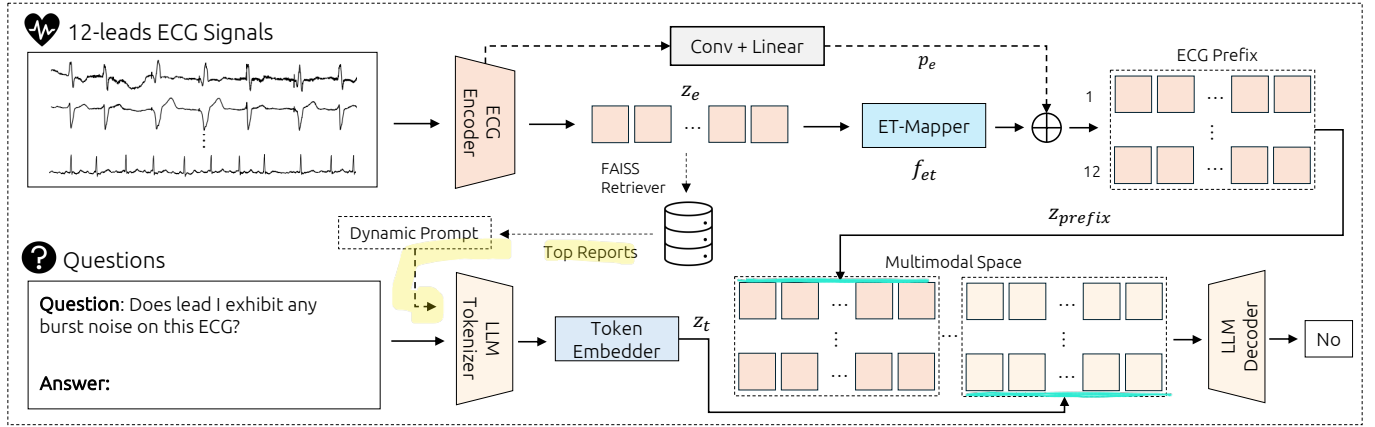 12-leads ECG Signals
ECG
Encoder
Conv + Linear
p_e
z_e
...
ET-Mapper
f_et
FAISS
Retriever
ECG Prefix
1
...
⋮
12
...
z_prefix
Dynamic Prompt
Top Reports
? Questions
Question: Does lead I exhibit any
burst noise on this ECG?
Answer:
LLM
Tokenizer
Token
Embedder
z_t
Multimodal Space
...
...
⋮
...
⋮
...
...
LLM
Decoder
No